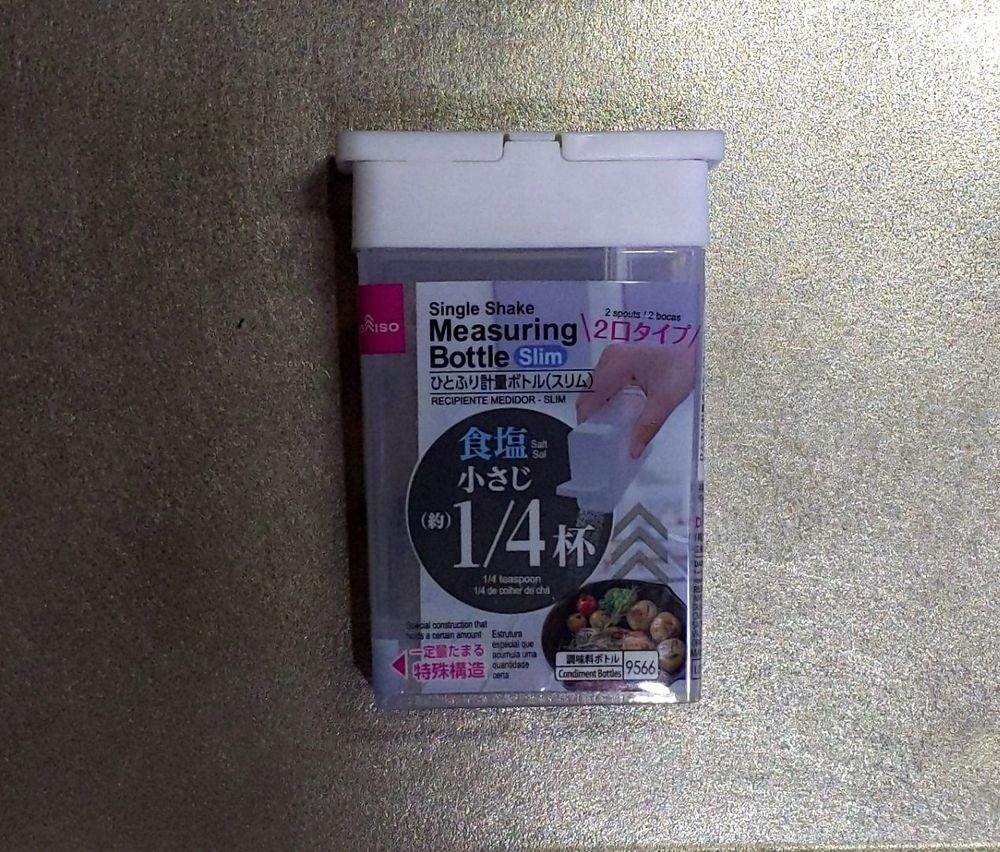 DAISO
Single Shake
Measuring
Bottle Slim
ひとふり計量ボトル(スリム)
RECIPIENTE MEDIDOR - SLIM
2 spouts / 2 bocas
\2口タイプ/
食塩 Salt
Sal
小さじ
(約)1/4杯
1/4 teaspoon
1/4 de colher de chá
Special construction that
holds a certain amount
一定量たまる
特殊構造
Estrutura
especial que
acumula uma
quantidade
certa
調味料ボトル
Condiment Bottles
9566